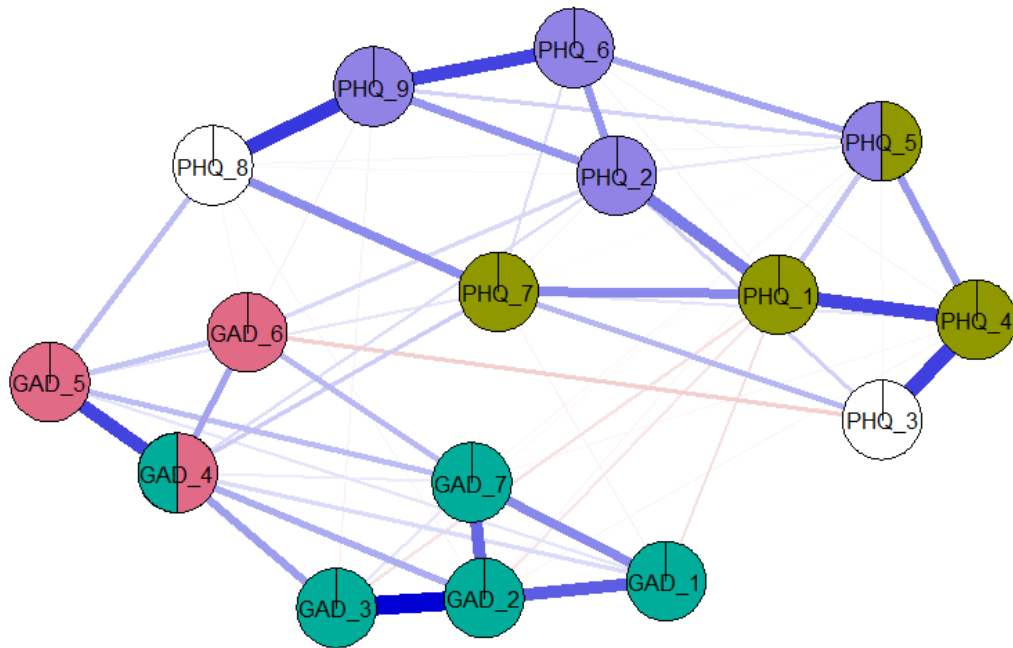 PHQ_6
PHQ_9
PHQ_5
PHQ_8
PHQ_2
PHQ_7
PHQ_1
PHQ_4
GAD_6
GAD_5
PHQ_3
GAD_4
GAD_7
GAD_1
GAD_2
GAD_3